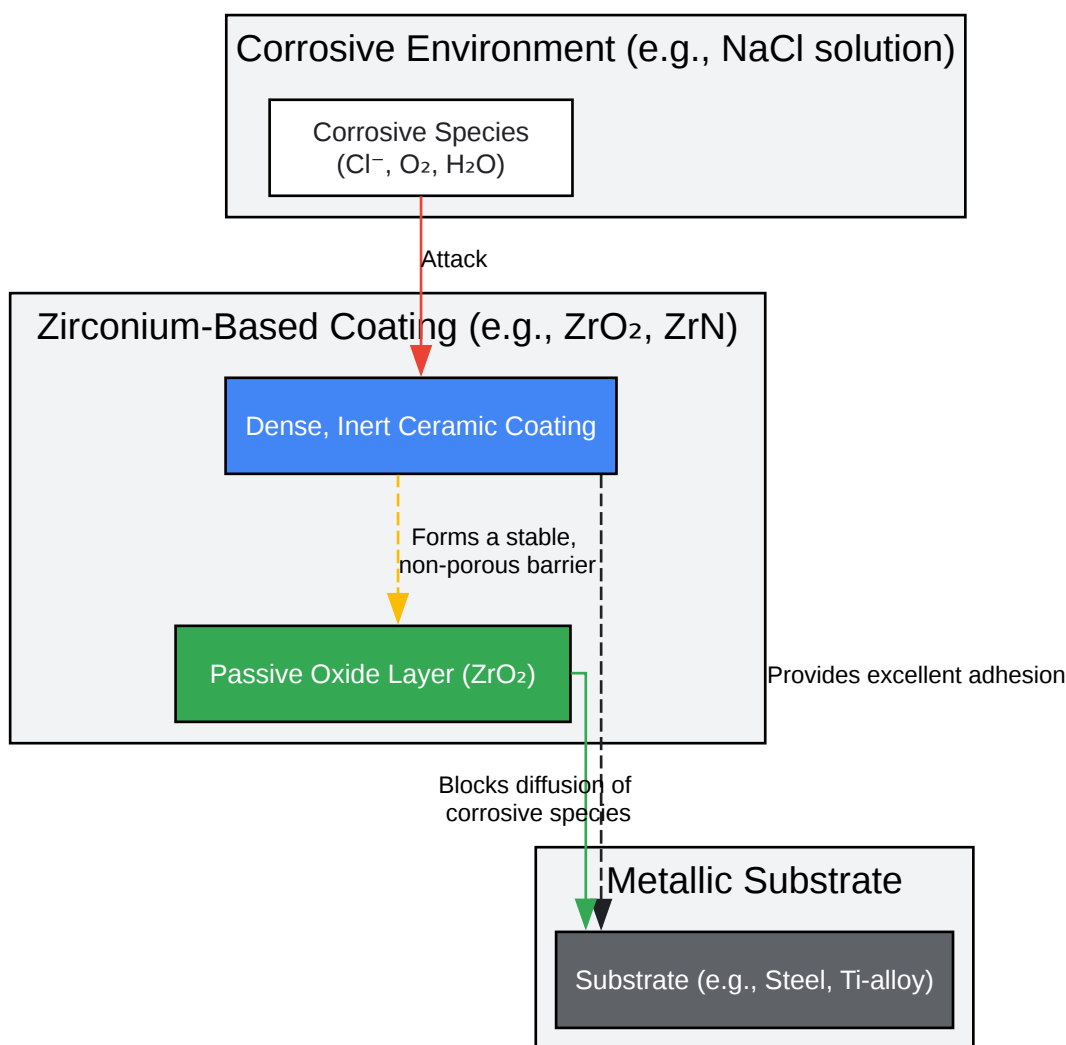 Corrosive Environment (e.g., NaCl solution)
Corrosive Species
(Cl⁻, O₂, H₂O)
Attack
Zirconium-Based Coating (e.g., ZrO₂, ZrN)
Dense, Inert Ceramic Coating
Forms a stable,
non-porous barrier
Passive Oxide Layer (ZrO₂)
Provides excellent adhesion
Blocks diffusion of
corrosive species
Metallic Substrate
Substrate (e.g., Steel, Ti-alloy)